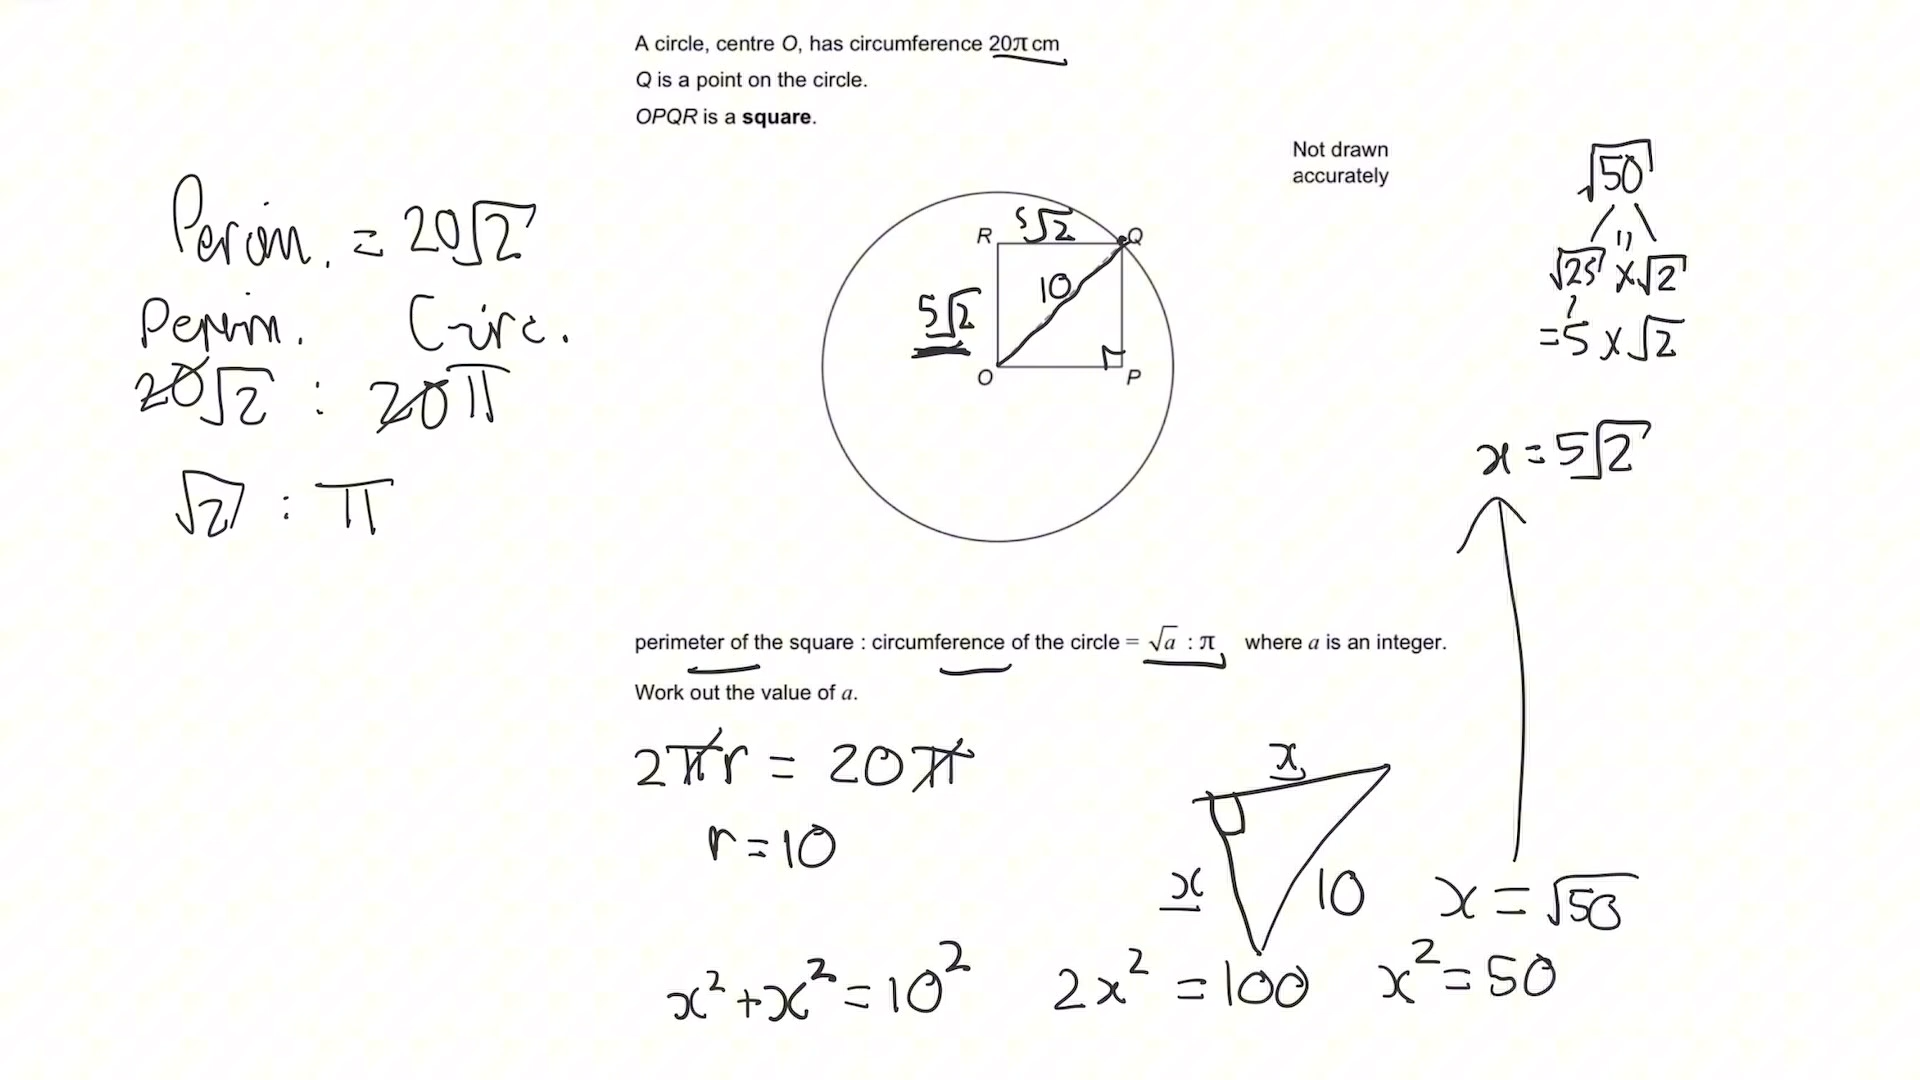 A circle, centre O, has circumference 20π cm
Q is a point on the circle.
OPQR is a square.
Not drawn
accurately
R
Q
O
P
5√2
5√2
10
√50
√25 × √2
= 5 × √2
x = 5√2
Perim. = 20√2
Perim. Circ.
20√2 : 20π
√2 : π
perimeter of the square : circumference of the circle = √a : π where a is an integer.
Work out the value of a.
2πr = 20π
r = 10
x
x
10
x² + x² = 10²
2x² = 100
x² = 50
x = √50